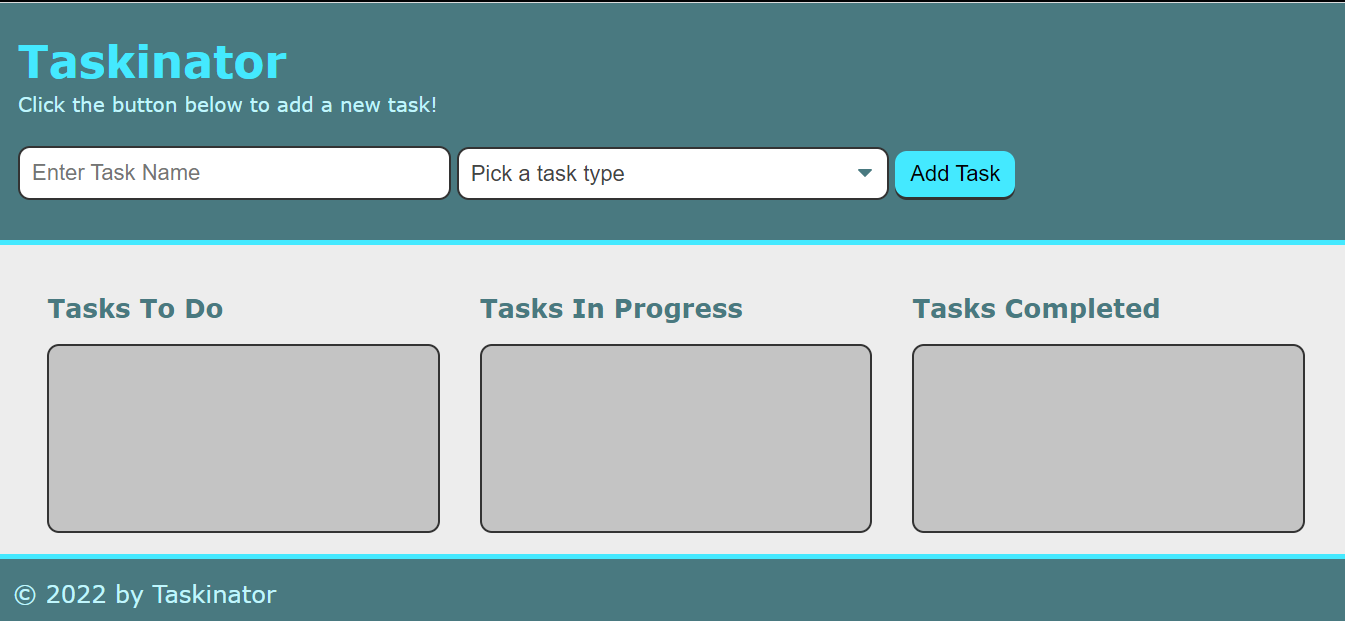 Taskinator
Click the button below to add a new task!
Enter Task Name
Pick a task type
Add Task
Tasks To Do
Tasks In Progress
Tasks Completed
© 2022 by Taskinator